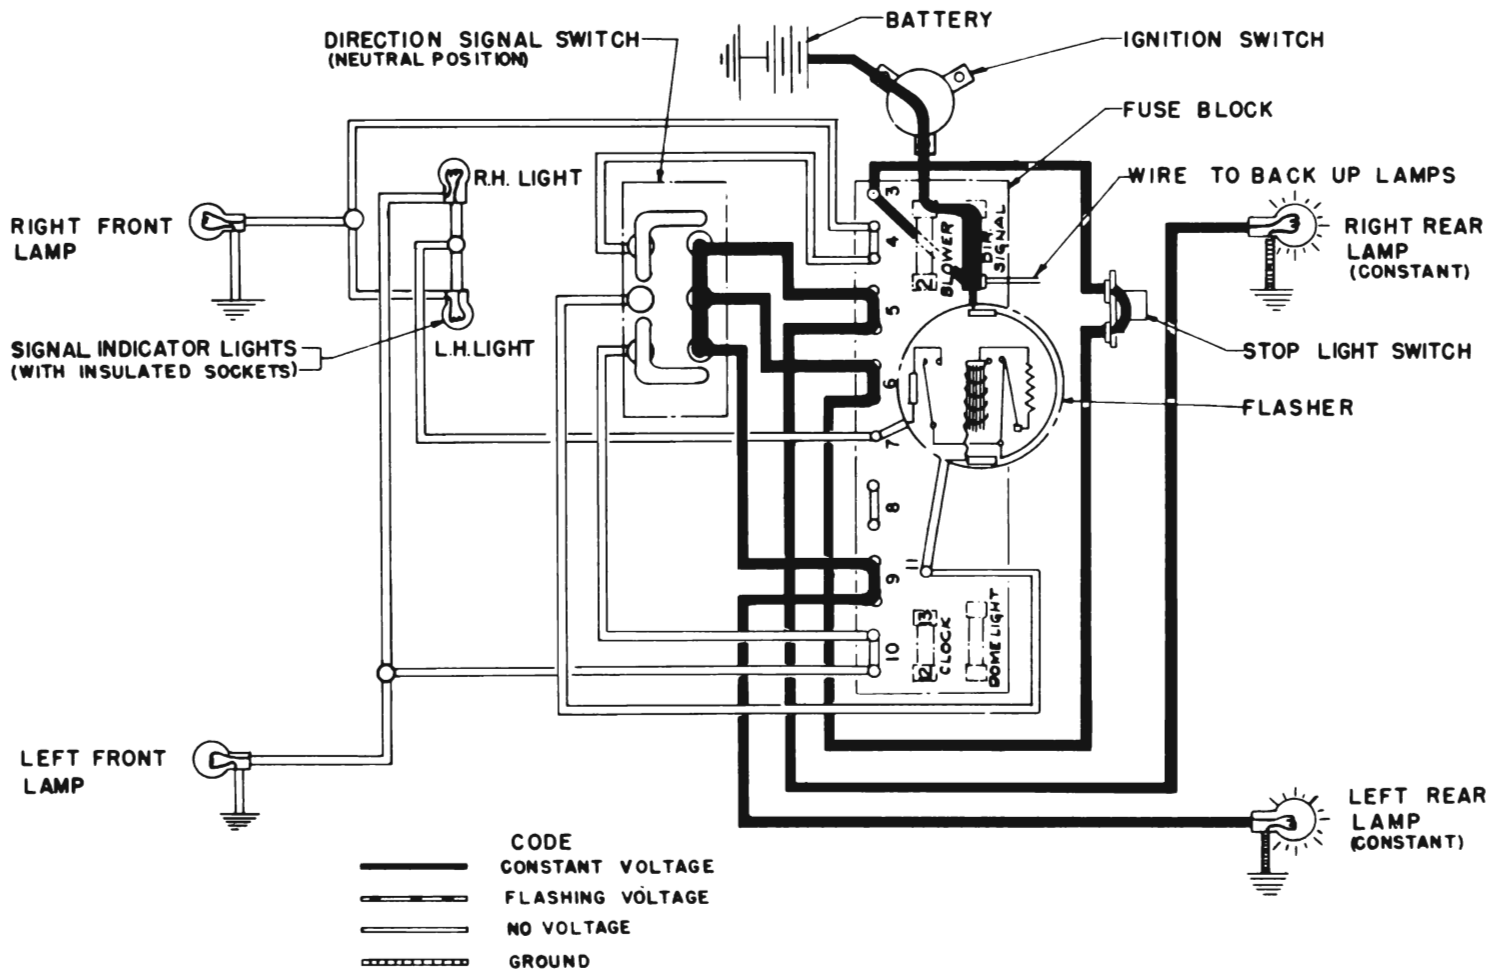 BATTERY
DIRECTION SIGNAL SWITCH
(NEUTRAL POSITION)
IGNITION SWITCH
FUSE BLOCK
R.H. LIGHT
WIRE TO BACK UP LAMPS
RIGHT FRONT
LAMP
RIGHT REAR
LAMP
(CONSTANT)
3
4
BLOWER
DIR.
SIGNAL
2
5
SIGNAL INDICATOR LIGHTS
(WITH INSULATED SOCKETS)
L.H. LIGHT
STOP LIGHT SWITCH
6
FLASHER
7
8
11
9
10
13
CLOCK
12
DOME LIGHT
LEFT FRONT
LAMP
LEFT REAR
LAMP
(CONSTANT)
CODE
CONSTANT VOLTAGE
FLASHING VOLTAGE
NO VOLTAGE
GROUND